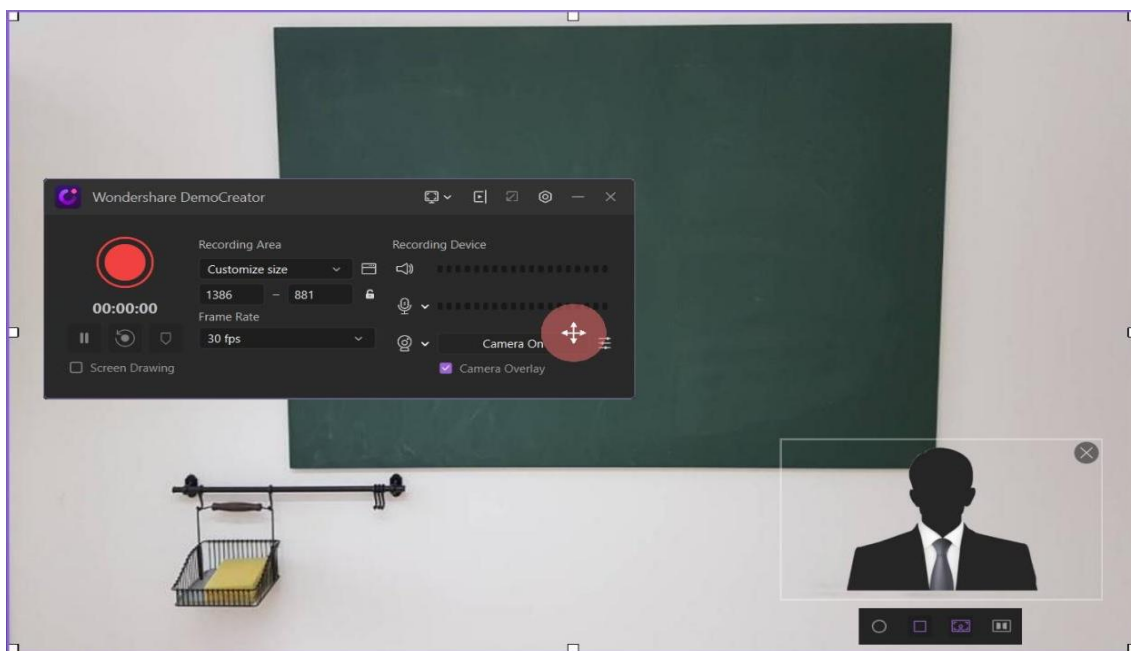 Wondershare DemoCreator
Recording Area
Recording Device
Customize size
1386 – 881
00:00:00
Frame Rate
30 fps
Camera On
Screen Drawing
Camera Overlay